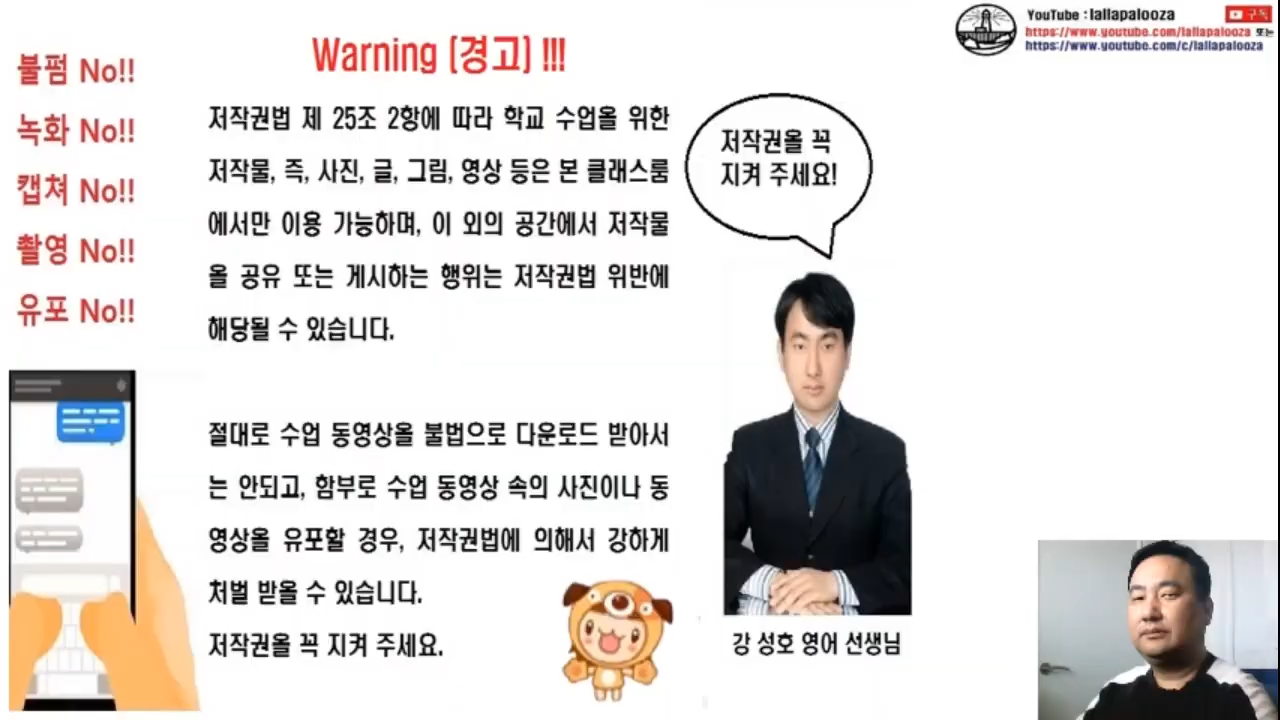 YouTube : lallapalooza
구독
https://www.youtube.com/lallapalooza 또는
https://www.youtube.com/c/lallapalooza
Warning (경고) !!!
불펌 No!!
녹화 No!!
캡쳐 No!!
촬영 No!!
유포 No!!
저작권법 제 25조 2항에 따라 학교 수업을 위한
저작물, 즉, 사진, 글, 그림, 영상 등은 본 클래스룸
에서만 이용 가능하며, 이 외의 공간에서 저작물
을 공유 또는 게시하는 행위는 저작권법 위반에
해당될 수 있습니다.
절대로 수업 동영상을 불법으로 다운로드 받아서
는 안되고, 함부로 수업 동영상 속의 사진이나 동
영상을 유포할 경우, 저작권법에 의해서 강하게
처벌 받을 수 있습니다.
저작권을 꼭 지켜 주세요.
저작권을 꼭
지켜 주세요!
강 성호 영어 선생님